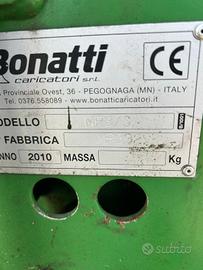 Bonatti
caricatori s.r.l.
Provinciale Ovest, 36 - PEGOGNAGA (MN) - ITALY
Tel. 0376.558089 - www.bonatticaricatori.it
ODELLO
FABBRICA
NNO 2010 MASSA Kg
subito